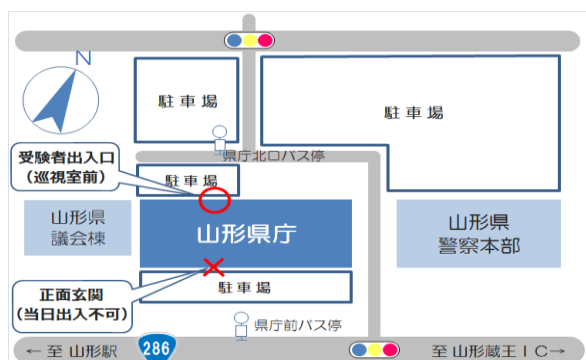 N
駐車場
駐車場
県庁北口バス停
受験者出入口
(巡視室前)
駐車場
山形県
議会棟
山形県庁
山形県
警察本部
正面玄関
(当日出入不可)
駐車場
県庁前バス停
← 至 山形駅
286
至 山形蔵王IC→